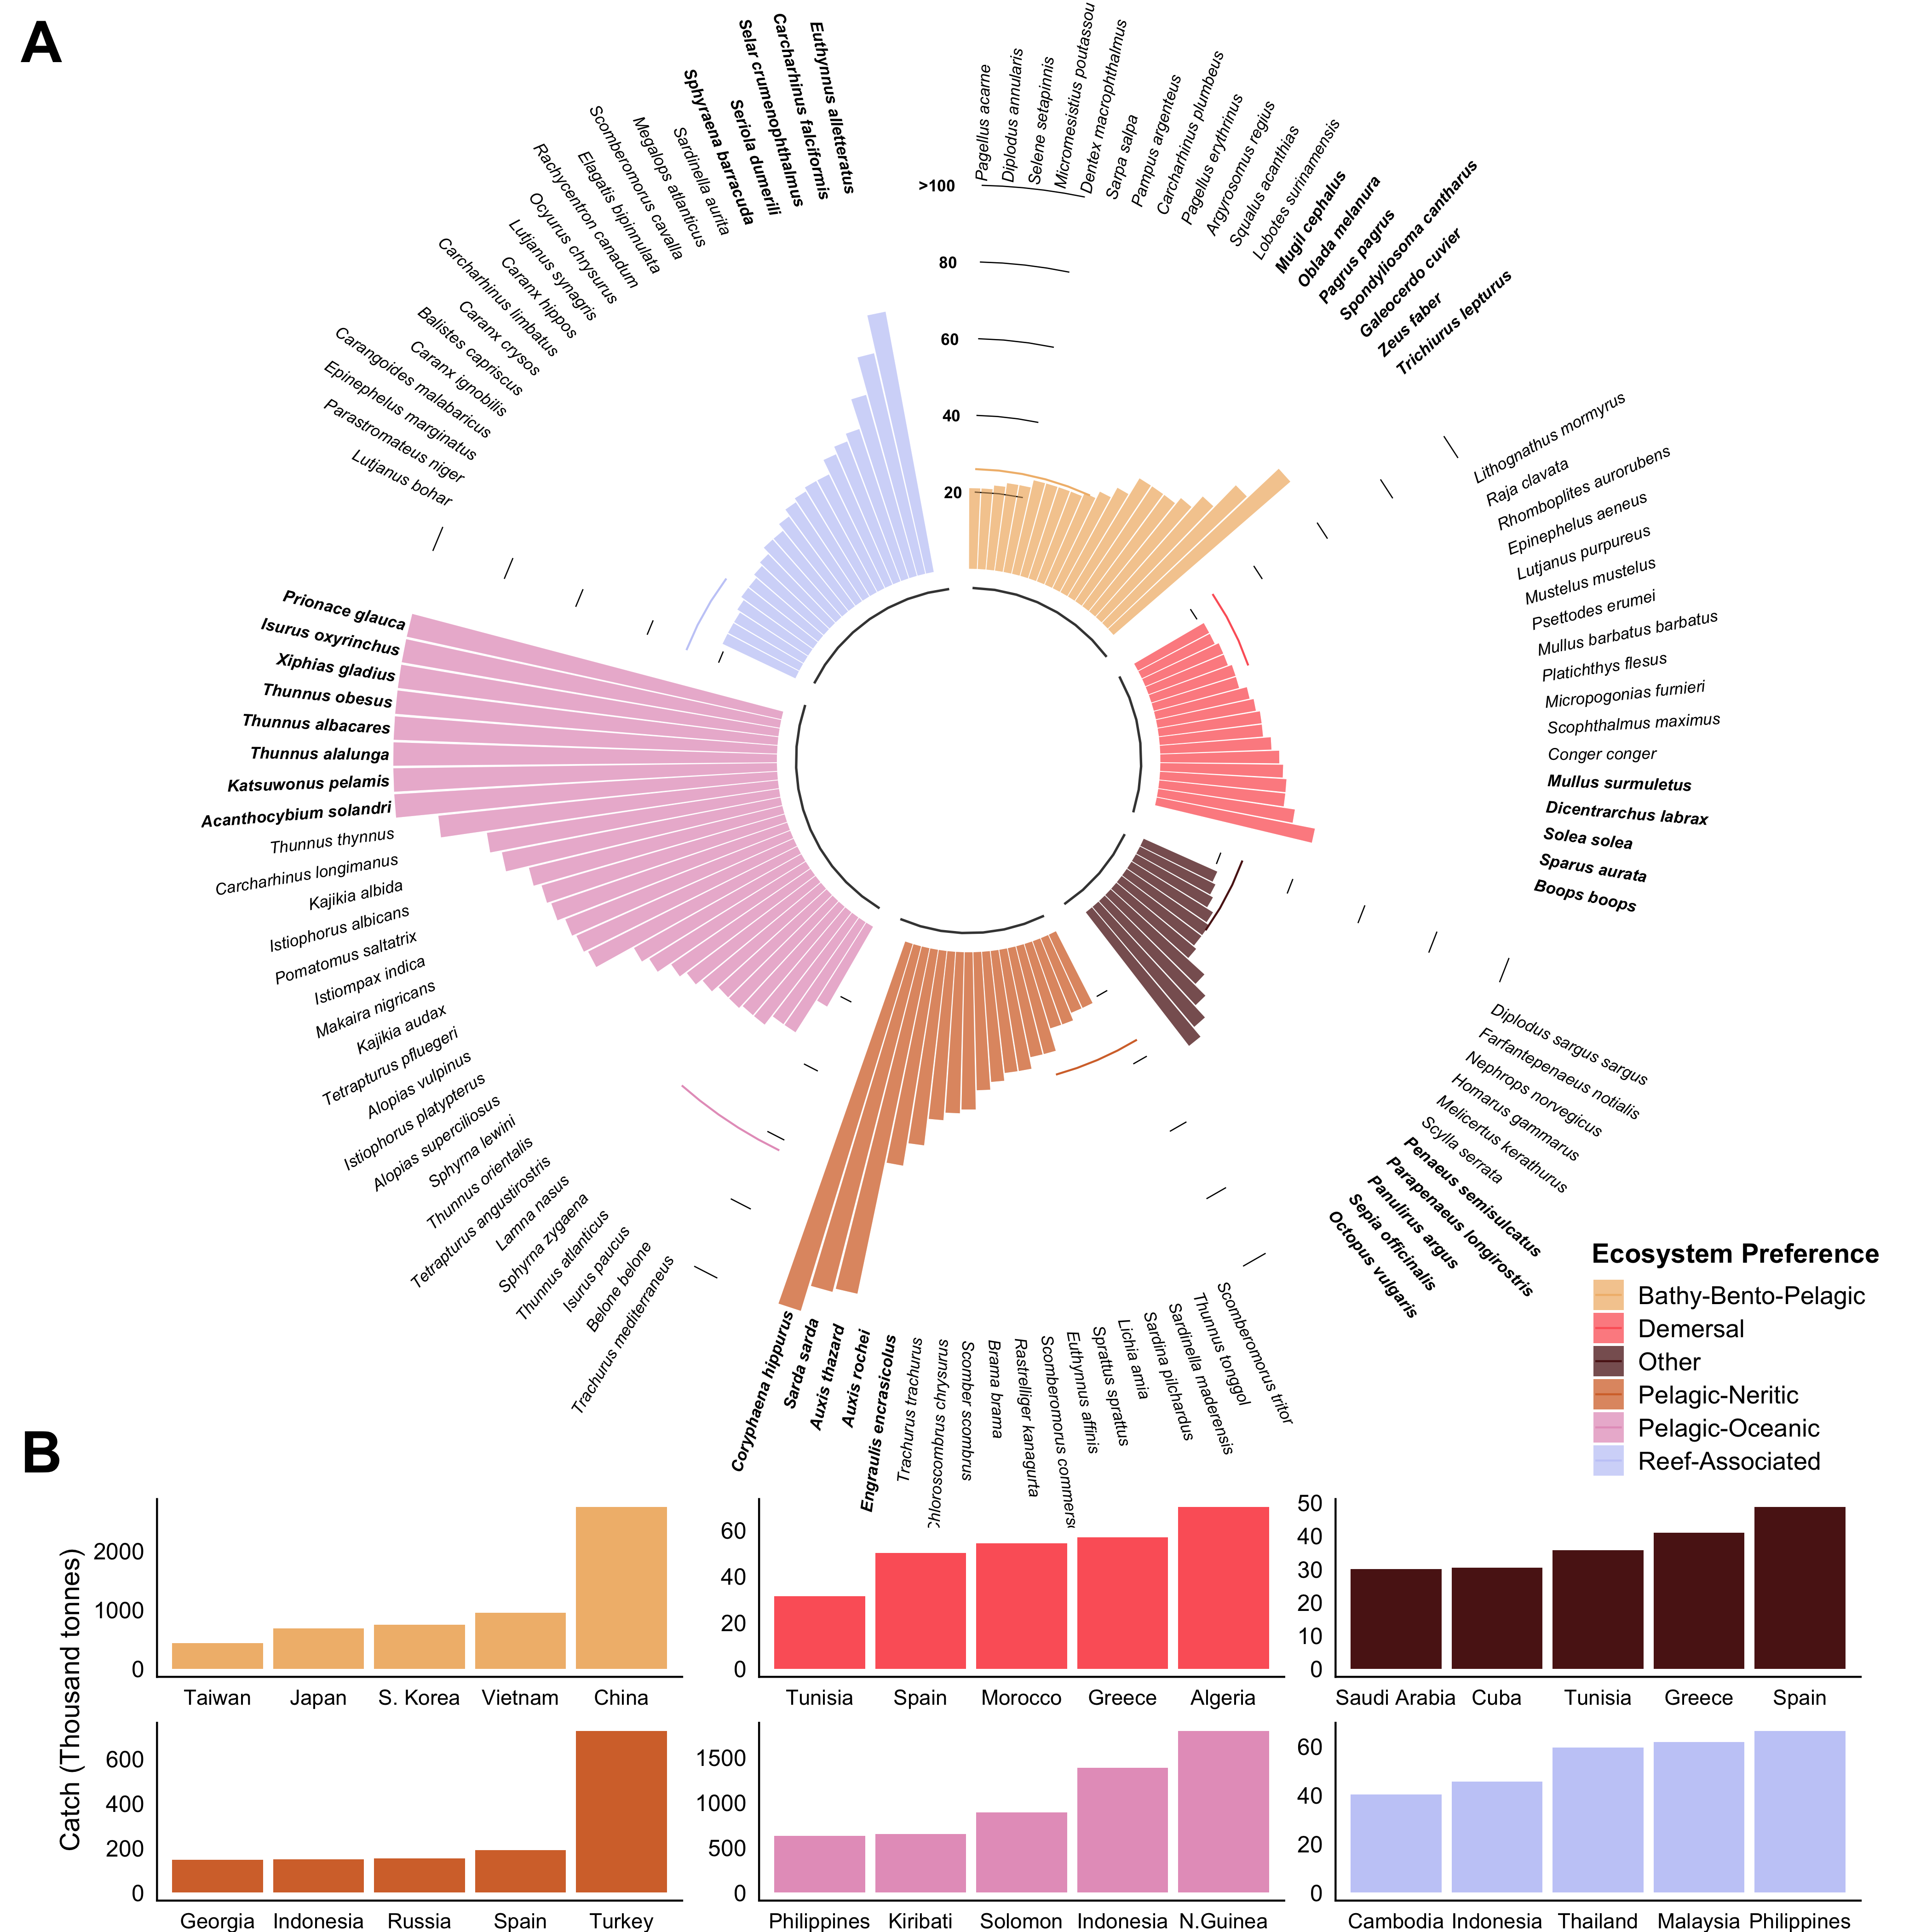 A
Pagellus acarne
Diplodus annularis
Selene setapinnis
Micromesistius poutassou
Dentex macrophthalmus
Sarpa salpa
Pampus argenteus
Carcharhinus plumbeus
Pagellus erythrinus
Argyrosomus regius
Squalus acanthias
Lobotes surinamensis
Mugil cephalus
Oblada melanura
Pagrus pagrus
Spondyliosoma cantharus
Galeocerdo cuvier
Zeus faber
Trichiurus lepturus
Lithognathus mormyrus
Raja clavata
Rhomboplites aurorubens
Epinephelus aeneus
Lutjanus purpureus
Mustelus mustelus
Psettodes erumei
Mullus barbatus barbatus
Platichthys flesus
Micropogonias furnieri
Scophthalmus maximus
Conger conger
Mullus surmuletus
Dicentrarchus labrax
Solea solea
Sparus aurata
Boops boops
Diplodus sargus sargus
Farfantepenaeus notialis
Nephrops norvegicus
Homarus gammarus
Melicertus kerathurus
Scylla serrata
Penaeus semisulcatus
Parapenaeus longirostris
Panulirus argus
Sepia officinalis
Octopus vulgaris
Scomberomorus tritor
Thunnus tonggol
Sardinella maderensis
Sardina pilchardus
Lichia amia
Sprattus sprattus
Euthynnus affinis
Scomberomorus commerso
Rastrelliger kanagurta
Brama brama
Scomber scombrus
hloroscombrus chrysurus
Trachurus trachurus
Engraulis encrasicolus
Auxis rochei
Auxis thazard
Sarda sarda
Coryphaena hippurus
Trachurus mediterraneus
Belone belone
Isurus paucus
Thunnus atlanticus
Sphyrna zygaena
Lamna nasus
Tetrapturus angustirostris
Thunnus orientalis
Sphyrna lewini
Alopias superciliosus
Istiophorus platypterus
Alopias vulpinus
Tetrapturus pfluegeri
Kajikia audax
Makaira nigricans
Istiompax indica
Pomatomus saltatrix
Istiophorus albicans
Kajikia albida
Carcharhinus longimanus
Thunnus thynnus
Acanthocybium solandri
Katsuwonus pelamis
Thunnus alalunga
Thunnus albacares
Thunnus obesus
Xiphias gladius
Isurus oxyrinchus
Prionace glauca
Lutjanus bohar
Parastromateus niger
Epinephelus marginatus
Carangoides malabaricus
Caranx ignobilis
Balistes capriscus
Caranx crysos
Carcharhinus limbatus
Caranx hippos
Lutjanus synagris
Ocyurus chrysurus
Rachycentron canadum
Elagatis bipinnulata
Scomberomorus cavalla
Megalops atlanticus
Sardinella aurita
Sphyraena barracuda
Seriola dumerili
Selar crumenophthalmus
Carcharhinus falciformis
Euthynnus alletteratus
>100
80
60
40
20
Ecosystem Preference
Bathy-Bento-Pelagic
Demersal
Other
Pelagic-Neritic
Pelagic-Oceanic
Reef-Associated
B
Catch (Thousand tonnes)
2000
1000
0
Taiwan Japan S. Korea Vietnam China
60
40
20
0
Tunisia Spain Morocco Greece Algeria
50
40
30
20
10
0
Saudi Arabia Cuba Tunisia Greece Spain
600
400
200
0
Georgia Indonesia Russia Spain Turkey
1500
1000
500
0
Philippines Kiribati Solomon Indonesia N.Guinea
60
40
20
0
Cambodia Indonesia Thailand Malaysia Philippines